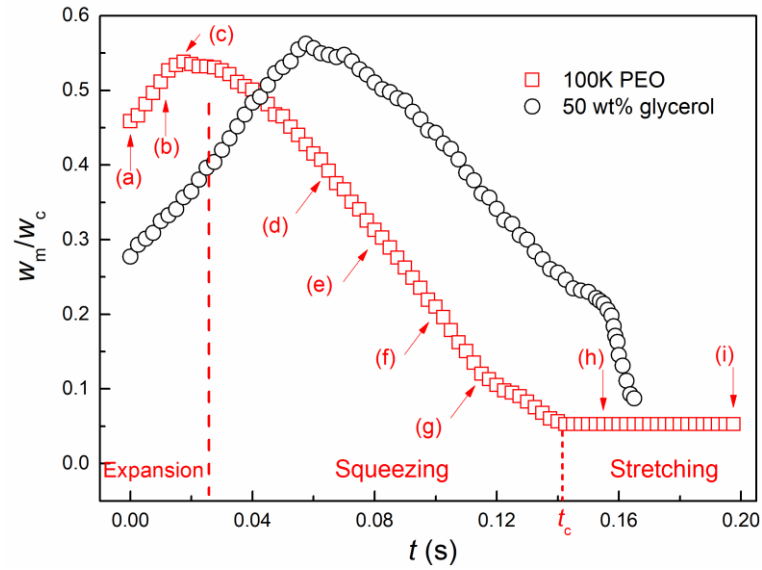 0.6
0.5
0.4
0.3
0.2
0.1
0.0
wm/wc
(a)
(b)
(c)
(d)
(e)
(f)
(g)
(h)
(i)
100K PEO
50 wt% glycerol
Expansion
Squeezing
Stretching
tc
0.00
0.04
0.08
0.12
0.16
0.20
t (s)